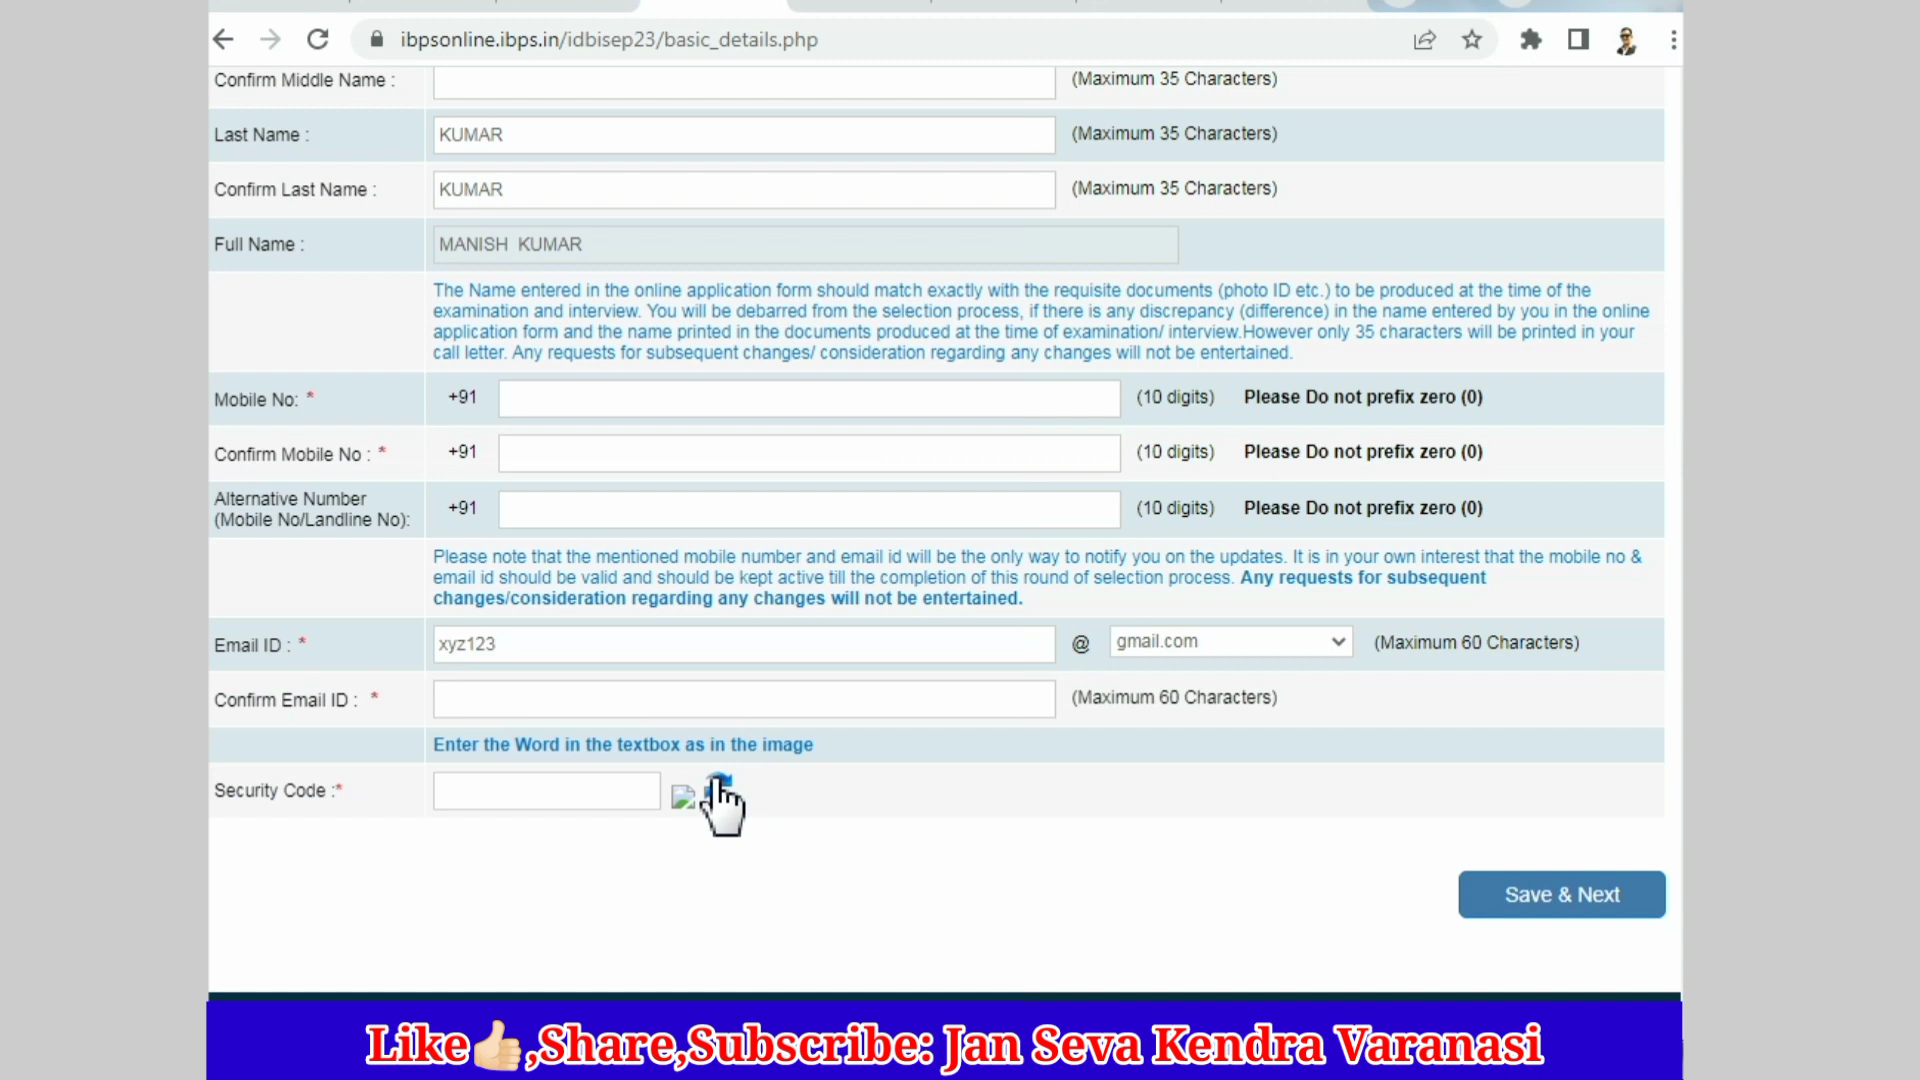 ibpsonline.ibps.in/idbisep23/basic_details.php
Confirm Middle Name : (Maximum 35 Characters)
Last Name : KUMAR (Maximum 35 Characters)
Confirm Last Name : KUMAR (Maximum 35 Characters)
Full Name : MANISH  KUMAR
The Name entered in the online application form should match exactly with the requisite documents (photo ID etc.) to be produced at the time of the
examination and interview. You will be debarred from the selection process, if there is any discrepancy (difference) in the name entered by you in the online
application form and the name printed in the documents produced at the time of examination/ interview.However only 35 characters will be printed in your
call letter. Any requests for subsequent changes/ consideration regarding any changes will not be entertained.
Mobile No: * +91 (10 digits) Please Do not prefix zero (0)
Confirm Mobile No : * +91 (10 digits) Please Do not prefix zero (0)
Alternative Number
(Mobile No/Landline No): +91 (10 digits) Please Do not prefix zero (0)
Please note that the mentioned mobile number and email id will be the only way to notify you on the updates. It is in your own interest that the mobile no &
email id should be valid and should be kept active till the completion of this round of selection process. Any requests for subsequent
changes/consideration regarding any changes will not be entertained.
Email ID : * xyz123 @ gmail.com (Maximum 60 Characters)
Confirm Email ID : * (Maximum 60 Characters)
Enter the Word in the textbox as in the image
Security Code :*
Save & Next
Like👍🏻,Share,Subscribe: Jan Seva Kendra Varanasi